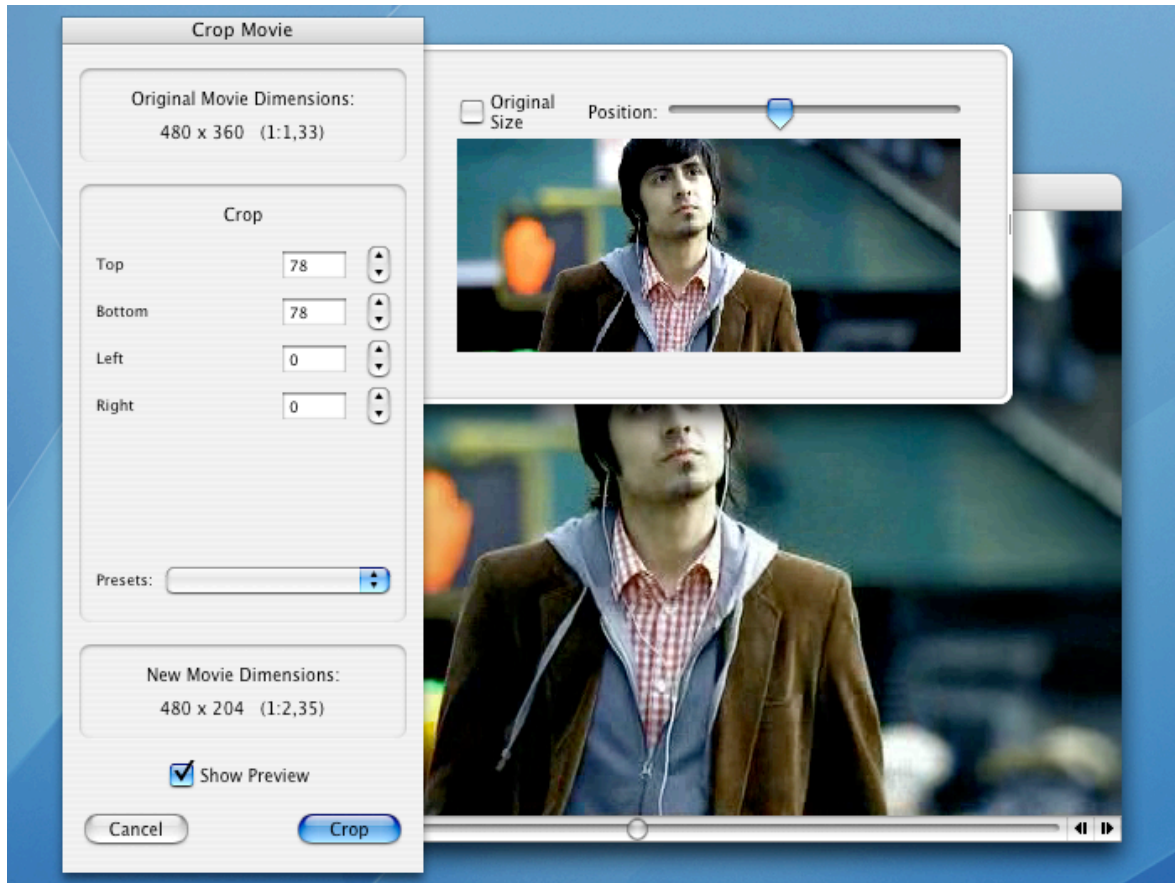 Crop Movie
Original Movie Dimensions:
480 x 360 (1:1,33)
Crop
Top 78
Bottom 78
Left 0
Right 0
Presets:
New Movie Dimensions:
480 x 204 (1:2,35)
Show Preview
Cancel Crop
Original
Size
Position: